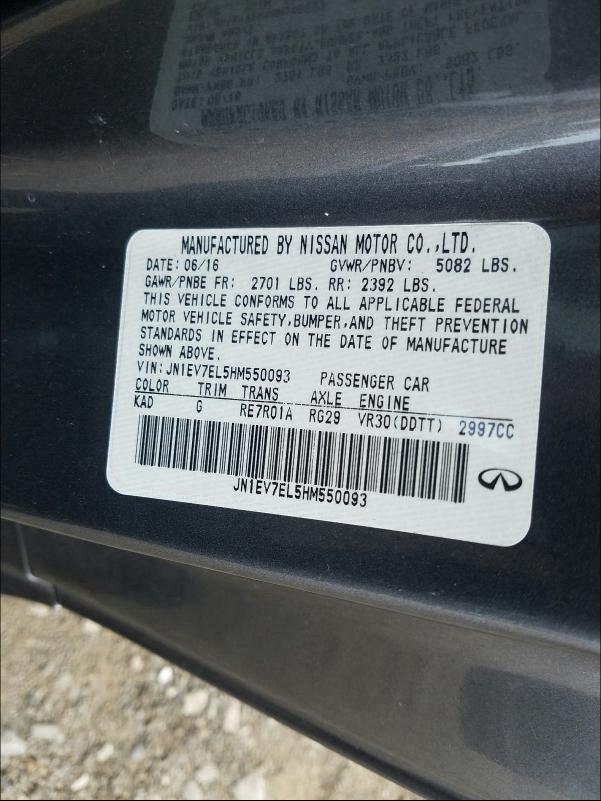 MANUFACTURED BY NISSAN MOTOR CO.,LTD.
DATE: 06/16 GVWR/PNBV: 5082 LBS.
GAWR/PNBE FR: 2701 LBS. RR: 2392 LBS.
THIS VEHICLE CONFORMS TO ALL APPLICABLE FEDERAL
MOTOR VEHICLE SAFETY,BUMPER,AND THEFT PREVENTION
STANDARDS IN EFFECT ON THE DATE OF MANUFACTURE
SHOWN ABOVE.
VIN: JN1EV7EL5HM550093 PASSENGER CAR
COLOR TRIM TRANS AXLE ENGINE
KAD G RE7R01A RG29 VR30(DDTT) 2997CC
JN1EV7EL5HM550093